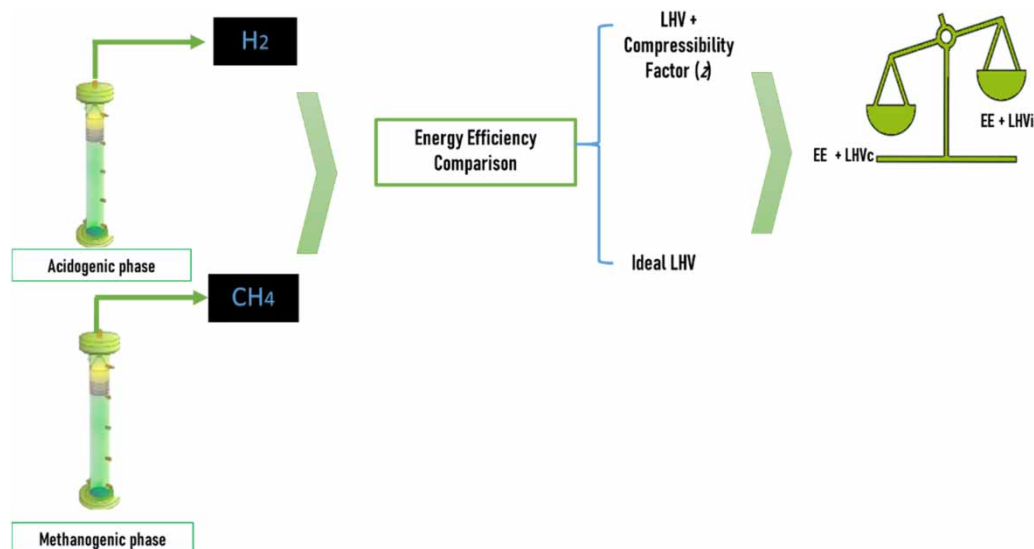 H2
Acidogenic phase
CH4
Methanogenic phase
Energy Efficiency
Comparison
LHV +
Compressibility
Factor (z)
Ideal LHV
EE + LHVc
EE + LHVi